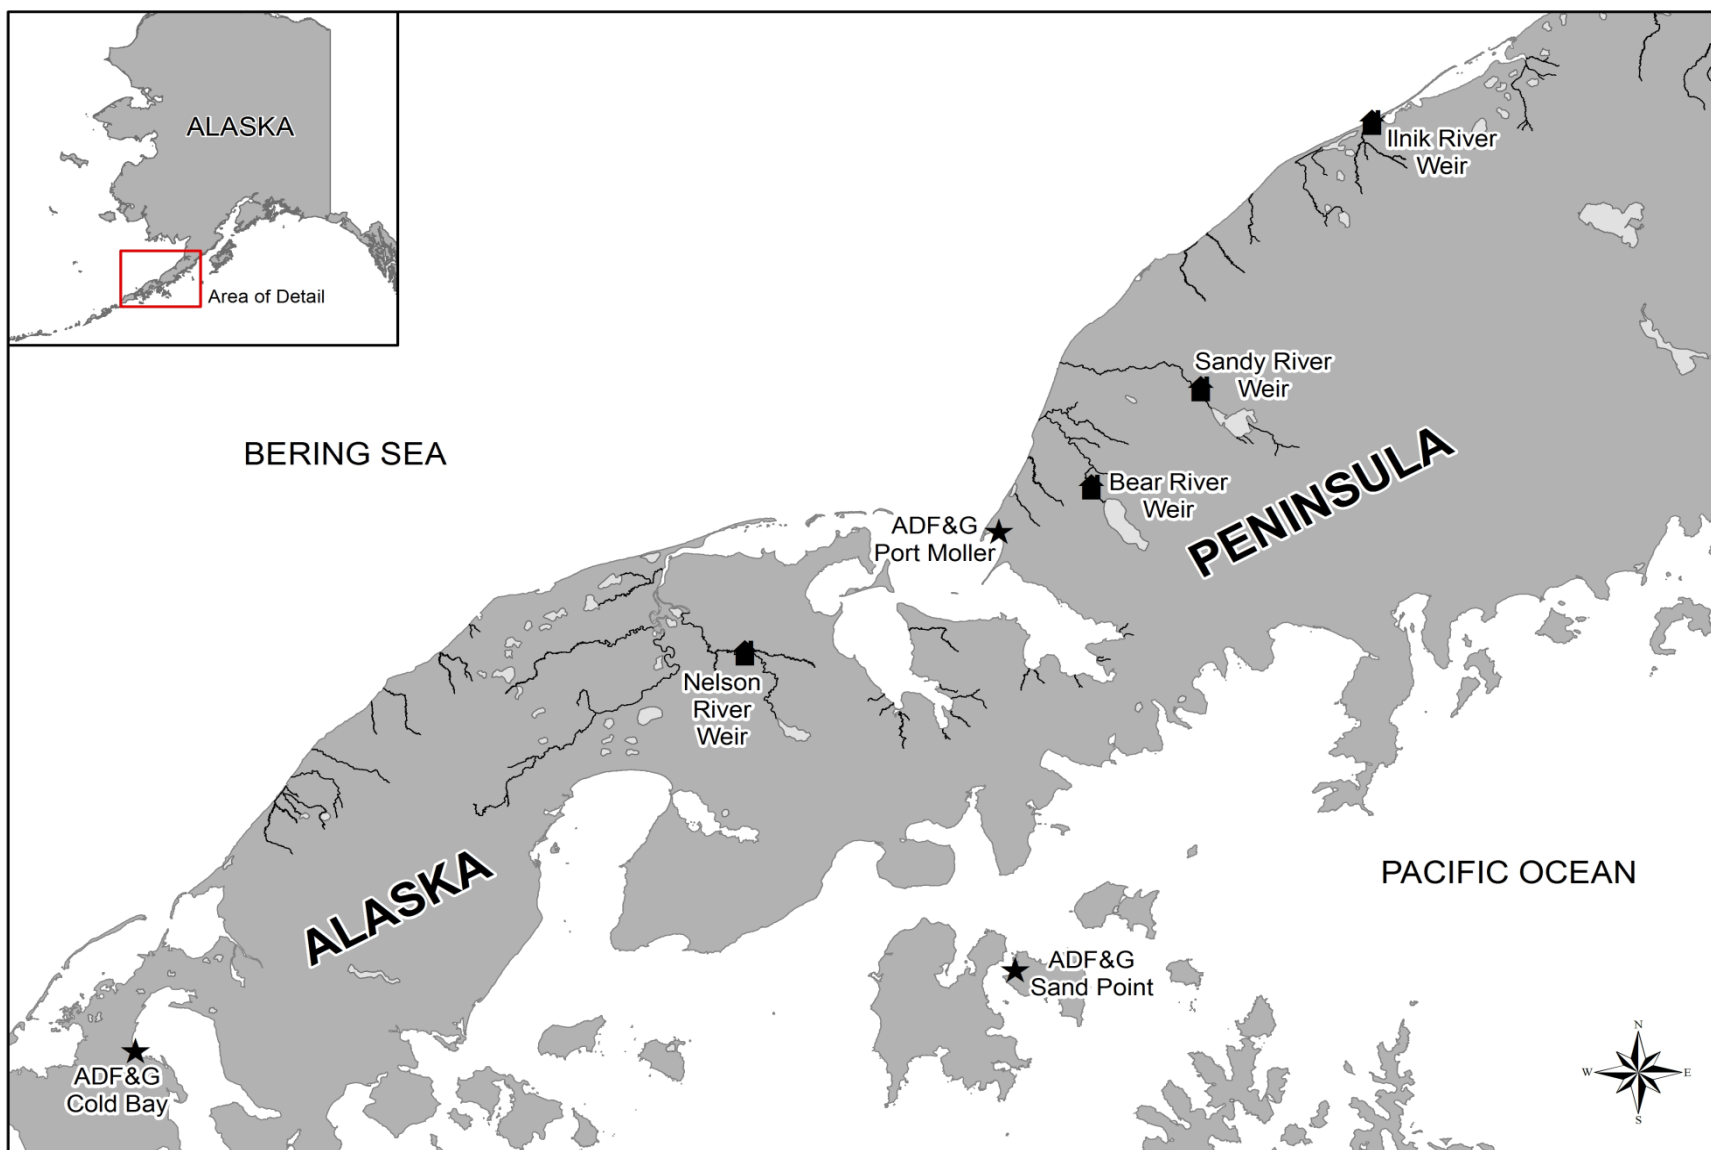 ALASKA
Area of Detail
Ilnik River
Weir
Sandy River
Weir
BERING SEA
PENINSULA
Bear River
Weir
ADF&G
Port Moller
Nelson
River
Weir
ALASKA
PACIFIC OCEAN
ADF&G
Sand Point
ADF&G
Cold Bay
N
W
E
S